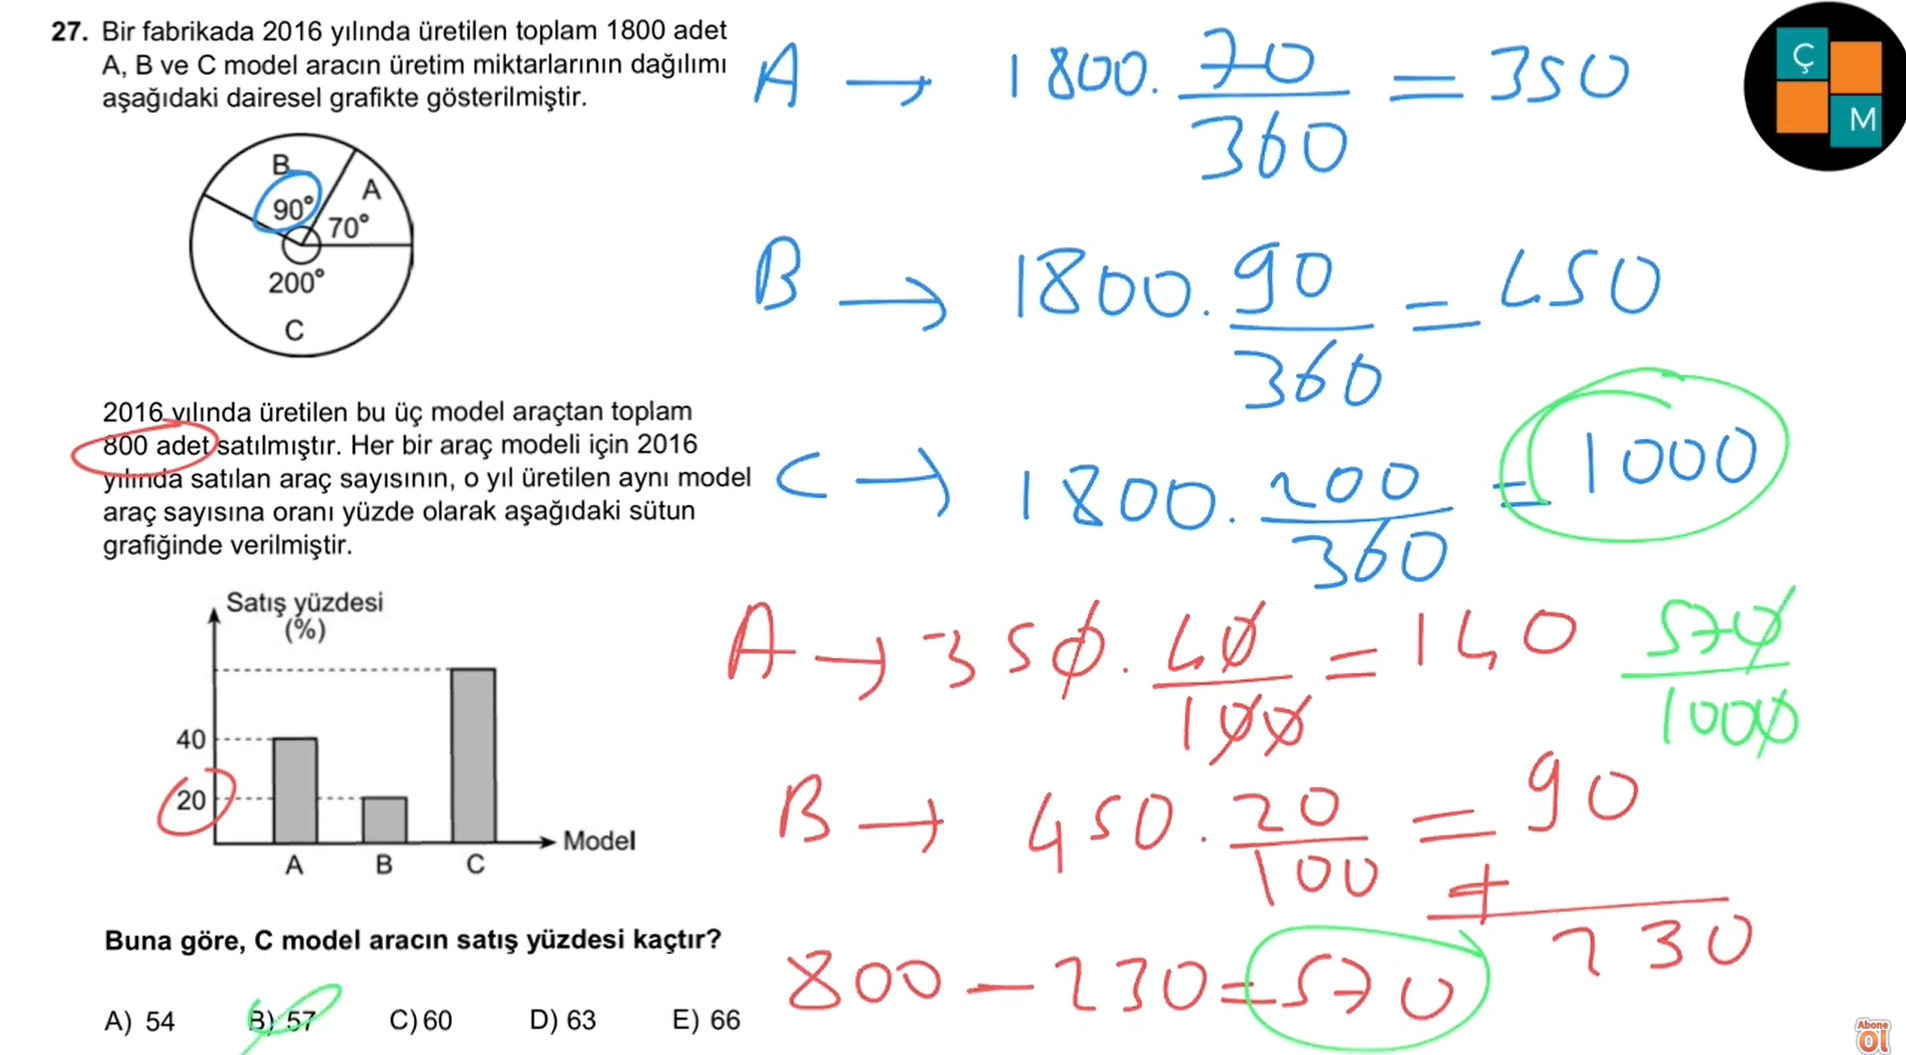 27. Bir fabrikada 2016 yılında üretilen toplam 1800 adet
A, B ve C model aracın üretim miktarlarının dağılımı
aşağıdaki dairesel grafikte gösterilmiştir.
B
90°
A
70°
200°
C
2016 yılında üretilen bu üç model araçtan toplam
800 adet satılmıştır. Her bir araç modeli için 2016
yılında satılan araç sayısının, o yıl üretilen aynı model
araç sayısına oranı yüzde olarak aşağıdaki sütun
grafiğinde verilmiştir.
Satış yüzdesi
(%)
40
20
A B C
Model
Buna göre, C model aracın satış yüzdesi kaçtır?
A) 54 B) 57 C) 60 D) 63 E) 66
A → 1800. 70/360 = 350
B → 1800. 90/360 = 450
C → 1800. 200/360 = 1000
A → 350. 40/100 = 140
570/1000
B → 450. 20/100 = 90
+
230
800 - 230 = 570
Ç
M
Abone
Ol